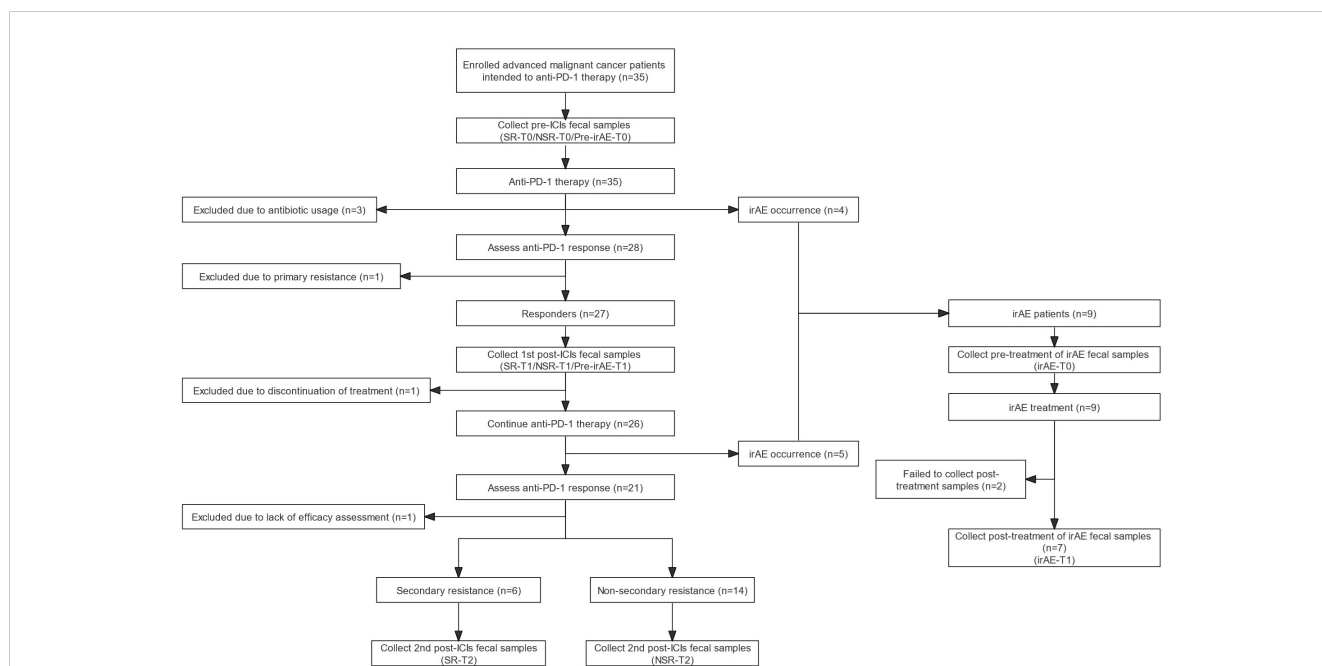 Enrolled advanced malignant cancer patients
intended to anti-PD-1 therapy (n=35)
Collect pre-ICIs fecal samples
(SR-T0/NSR-T0/Pre-irAE-T0)
Anti-PD-1 therapy (n=35)
Excluded due to antibiotic usage (n=3)
irAE occurrence (n=4)
Assess anti-PD-1 response (n=28)
Excluded due to primary resistance (n=1)
Responders (n=27)
irAE patients (n=9)
Collect 1st post-ICIs fecal samples
(SR-T1/NSR-T1/Pre-irAE-T1)
Collect pre-treatment of irAE fecal samples
(irAE-T0)
Excluded due to discontinuation of treatment (n=1)
irAE treatment (n=9)
Continue anti-PD-1 therapy (n=26)
irAE occurrence (n=5)
Failed to collect post-
treatment samples (n=2)
Assess anti-PD-1 response (n=21)
Excluded due to lack of efficacy assessment (n=1)
Collect post-treatment of irAE fecal samples
(n=7)
(irAE-T1)
Secondary resistance (n=6)
Non-secondary resistance (n=14)
Collect 2nd post-ICIs fecal samples
(SR-T2)
Collect 2nd post-ICIs fecal samples
(NSR-T2)